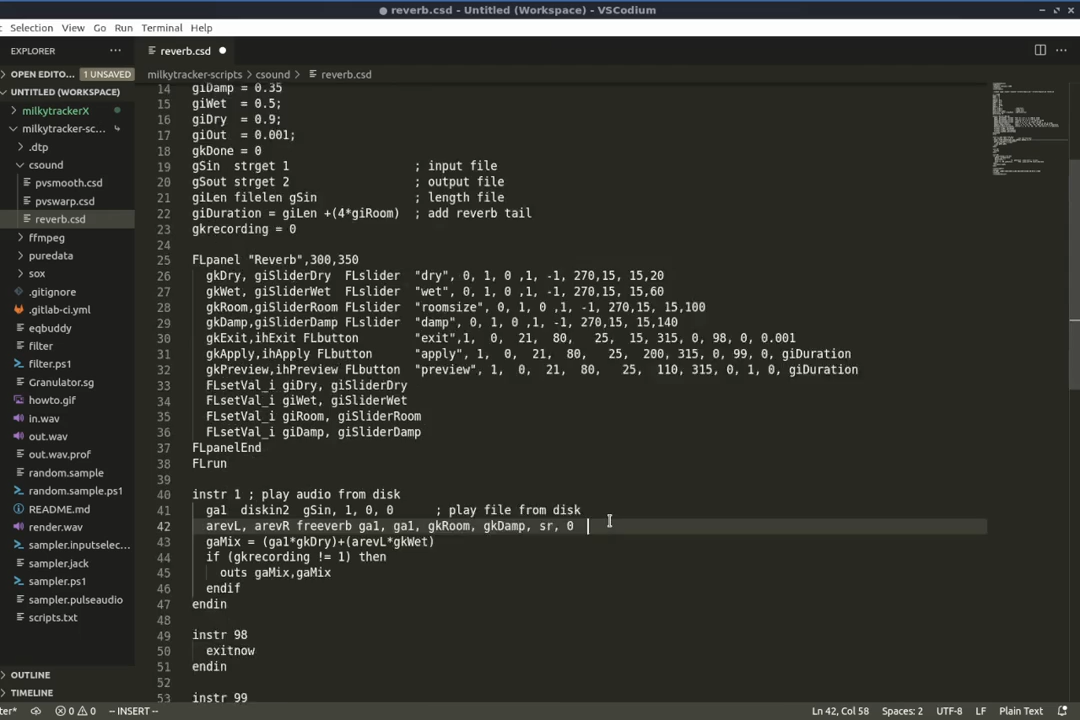 reverb.csd - Untitled (Workspace) - VSCodium
Selection View Go Run Terminal Help
EXPLORER
reverb.csd
OPEN EDITO... 1 UNSAVED
milkytracker-scripts > csound > reverb.csd
UNTITLED (WORKSPACE)
milkytrackerX
milkytracker-sc...
.dtp
csound
pvsmooth.csd
pvswarp.csd
reverb.csd
ffmpeg
puredata
sox
.gitignore
.gitlab-ci.yml
eqbuddy
filter
filter.ps1
Granulator.sg
howto.gif
in.wav
out.wav
out.wav.prof
random.sample
random.sample.ps1
README.md
render.wav
sampler.inputselec...
sampler.jack
sampler.ps1
sampler.pulseaudio
scripts.txt
OUTLINE
TIMELINE
14 giDamp = 0.35
15 giWet = 0.5;
16 giDry = 0.9;
17 giOut = 0.001;
18 gkDone = 0
19 gSin strget 1 ; input file
20 gSout strget 2 ; output file
21 giLen filelen gSin ; length file
22 giDuration = giLen +(4*giRoom) ; add reverb tail
23 gkrecording = 0
24
25 FLpanel "Reverb",300,350
26 gkDry, giSliderDry FLslider "dry", 0, 1, 0 ,1, -1, 270,15, 15,20
27 gkWet, giSliderWet FLslider "wet", 0, 1, 0 ,1, -1, 270,15, 15,60
28 gkRoom,giSliderRoom FLslider "roomsize", 0, 1, 0 ,1, -1, 270,15, 15,100
29 gkDamp,giSliderDamp FLslider "damp", 0, 1, 0 ,1, -1, 270,15, 15,140
30 gkExit,ihExit FLbutton "exit",1, 0, 21, 80, 25, 15, 315, 0, 98, 0, 0.001
31 gkApply,ihApply FLbutton "apply", 1, 0, 21, 80, 25, 200, 315, 0, 99, 0, giDuration
32 gkPreview,ihPreview FLbutton "preview", 1, 0, 21, 80, 25, 110, 315, 0, 1, 0, giDuration
33 FLsetVal_i giDry, giSliderDry
34 FLsetVal_i giWet, giSliderWet
35 FLsetVal_i giRoom, giSliderRoom
36 FLsetVal_i giDamp, giSliderDamp
37 FLpanelEnd
38 FLrun
39
40 instr 1 ; play audio from disk
41 ga1 diskin2 gSin, 1, 0, 0 ; play file from disk
42 arevL, arevR freeverb ga1, ga1, gkRoom, gkDamp, sr, 0
43 gaMix = (ga1*gkDry)+(arevL*gkWet)
44 if (gkrecording != 1) then
45 outs gaMix,gaMix
46 endif
47 endin
48
49 instr 98
50 exitnow
51 endin
52
53 instr 99
ter* 0 0 -- INSERT -- Ln 42, Col 58 Spaces: 2 UTF-8 LF Plain Text